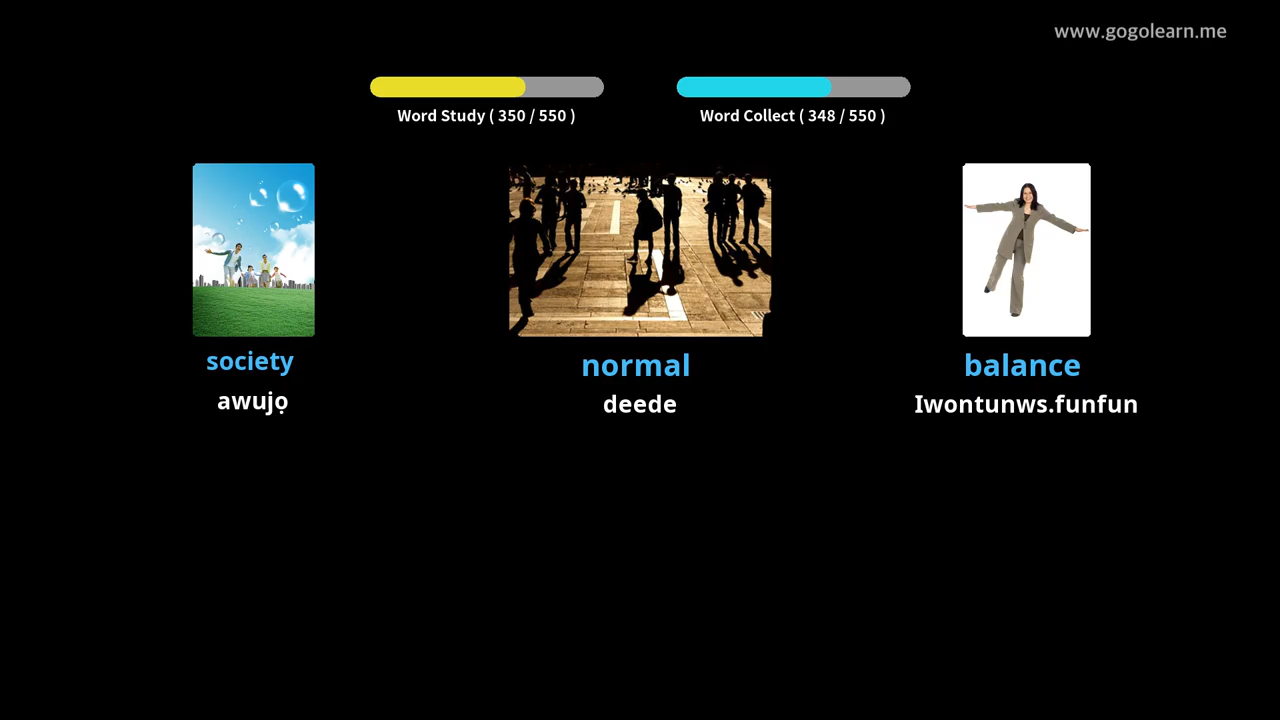 www.gogolearn.me
Word Study ( 350 / 550 )
Word Collect ( 348 / 550 )
society
normal
balance
awujọ
deede
Iwontunws.funfun